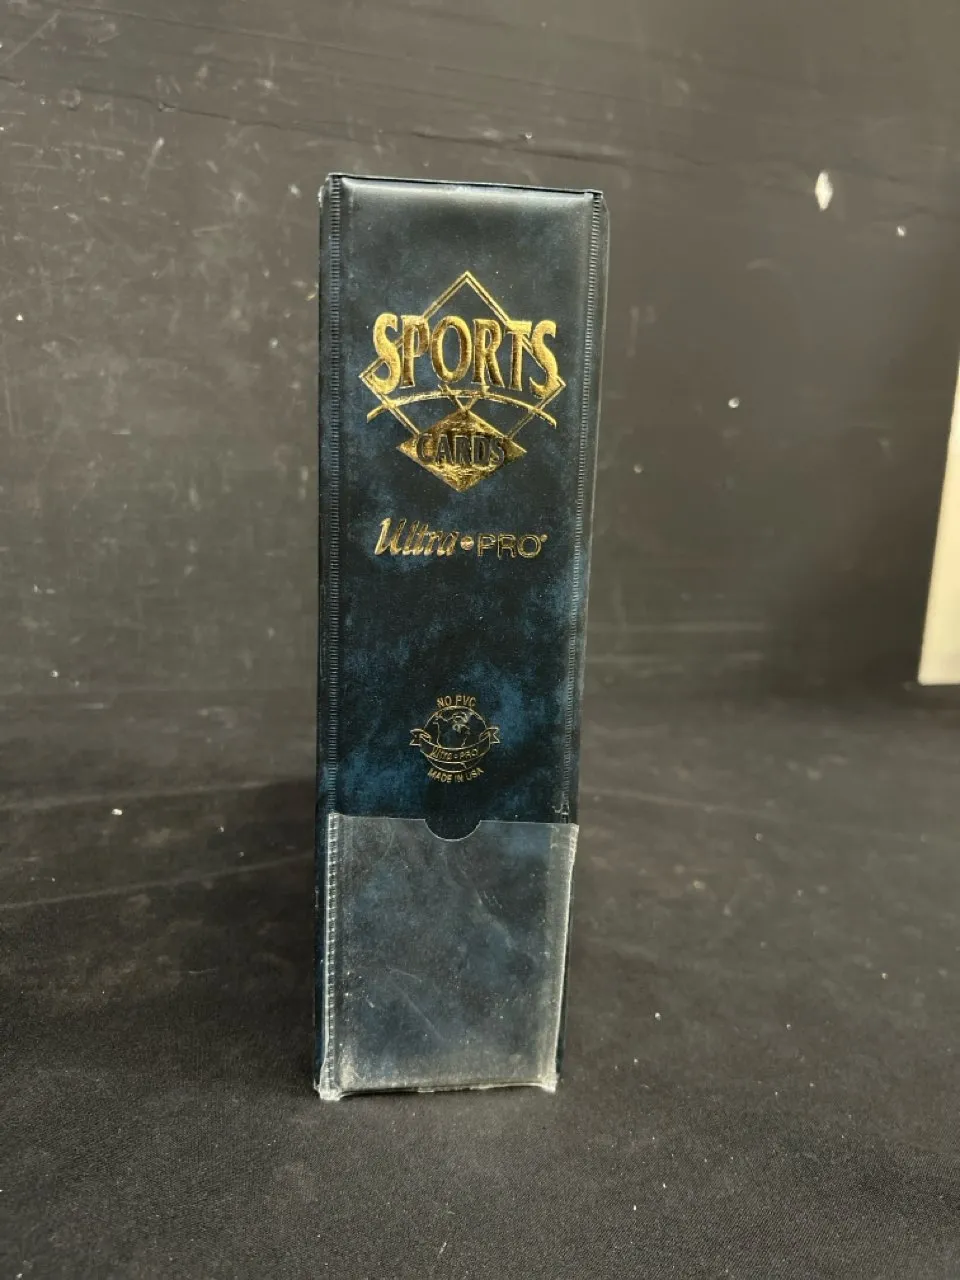 SPORTS
CARDS
Ultra•PRO®
NO PVC
Ultra•PRO
MADE IN USA